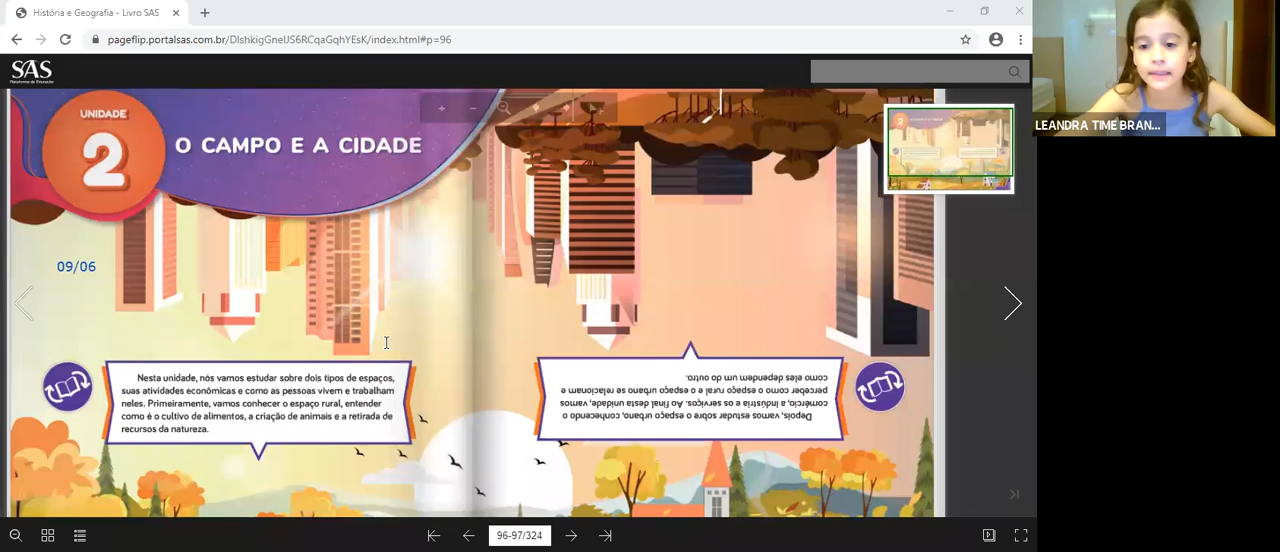 História e Geografia - Livro SAS
pageflip.portalsas.com.br/DIshkigGneIJS6RCqaGqhYEsK/index.html#p=96
SAS
Plataforma de Educação
UNIDADE
2
O CAMPO E A CIDADE
09/06
Nesta unidade, nós vamos estudar sobre dois tipos de espaços,
suas atividades econômicas e como as pessoas vivem e trabalham
neles. Primeiramente, vamos conhecer o espaço rural, entender
como é o cultivo de alimentos, a criação de animais e a retirada de
recursos da natureza.
Depois, vamos estudar sobre o espaço urbano, conhecendo o
comércio, a indústria e os serviços. Ao final desta unidade, vamos
perceber como o espaço rural e o espaço urbano se relacionam e
como eles dependem um do outro.
96-97/324
LEANDRA TIME BRAN...